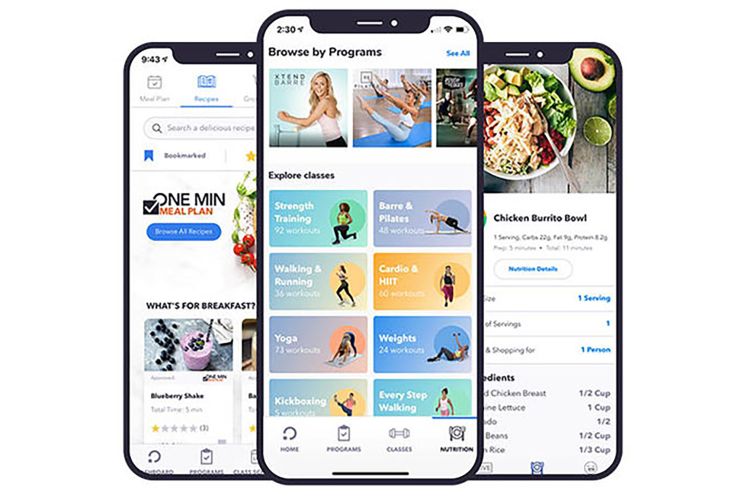 9:43
Meal Plan
Recipes
Search a delicious recipe
Bookmarked
ONE MIN
MEAL PLAN
Browse All Recipes
WHAT'S FOR BREAKFAST?
ONE MIN
Blueberry Shake
Total Time: 5 min
(3)
PROGRAMS
2:30
Browse by Programs
See All
XTEND
BARRE
PILATES
Explore classes
Strength
Training
92 workouts
Barre &
Pilates
48 workouts
Walking &
Running
36 workouts
Cardio &
HIIT
60 workouts
Yoga
73 workouts
Weights
24 workouts
Kickboxing
5 workouts
Every Step
Walking
HOME
PROGRAMS
CLASSES
NUTRITION
Chicken Burrito Bowl
1 Serving, Carbs 22g, Fat 9g, Protein 8.2g
Prep: 5 minutes • Total: 11 minutes
Nutrition Details
Size
1 Serving
of Servings
1
& Shopping for
1 Person
edients
d Chicken Breast
1/2 Cup
ine Lettuce
1 Cup
ado
1/2 Cup
Beans
1/2 Cup
n Rice
1/3 Cup